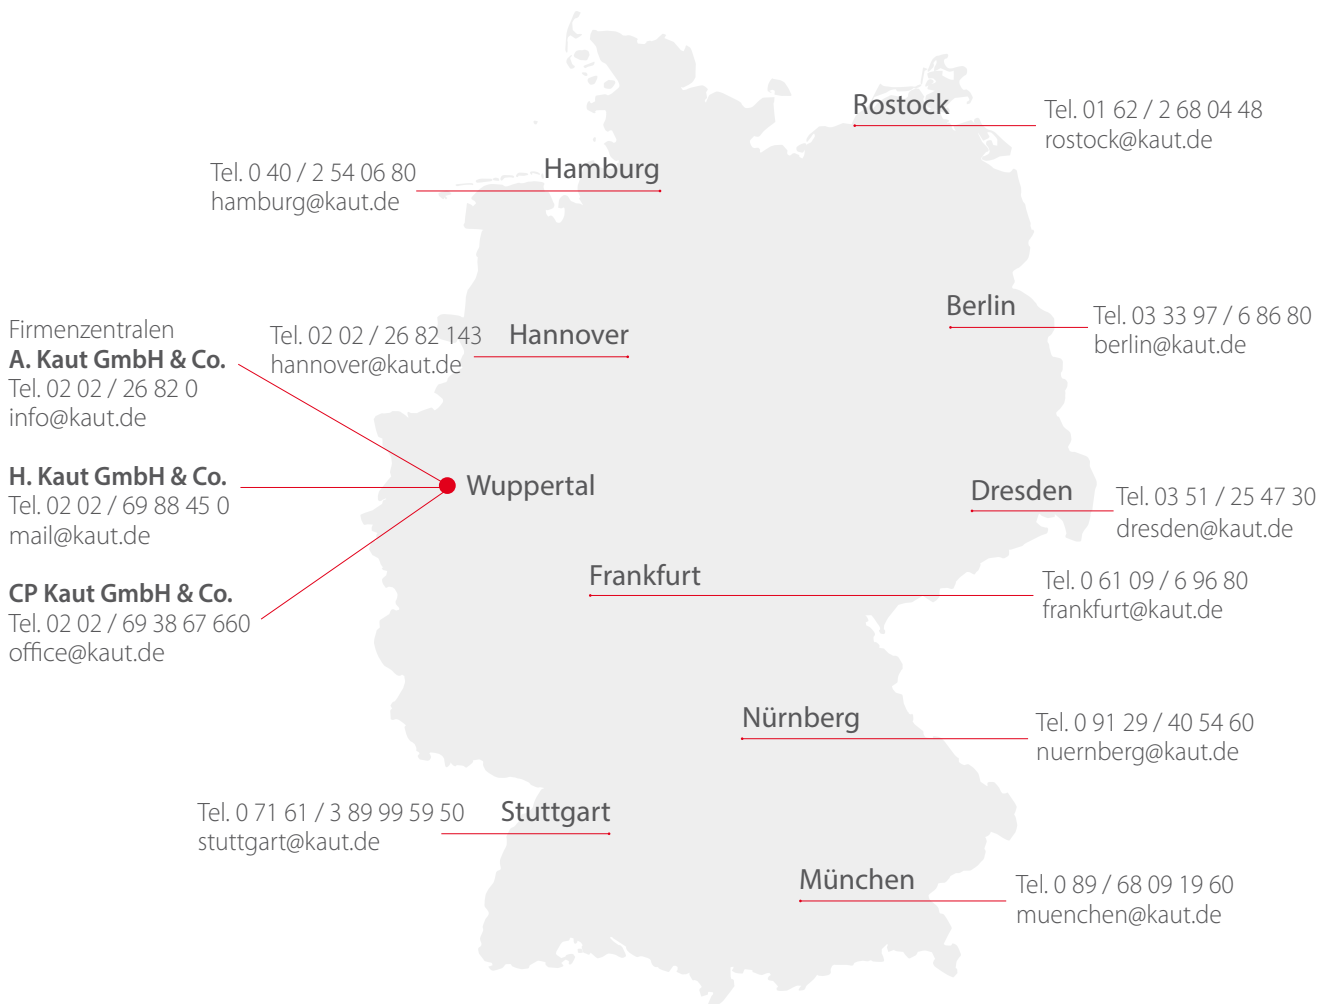 Rostock
Tel. 01 62 / 2 68 04 48
rostock@kaut.de
Hamburg
Tel. 0 40 / 2 54 06 80
hamburg@kaut.de
Berlin
Tel. 03 33 97 / 6 86 80
berlin@kaut.de
Hannover
Tel. 02 02 / 26 82 143
hannover@kaut.de
Firmenzentralen
A. Kaut GmbH & Co.
Tel. 02 02 / 26 82 0
info@kaut.de
H. Kaut GmbH & Co.
Tel. 02 02 / 69 88 45 0
mail@kaut.de
CP Kaut GmbH & Co.
Tel. 02 02 / 69 38 67 660
office@kaut.de
Wuppertal
Dresden
Tel. 03 51 / 25 47 30
dresden@kaut.de
Frankfurt
Tel. 0 61 09 / 6 96 80
frankfurt@kaut.de
Nürnberg
Tel. 0 91 29 / 40 54 60
nuernberg@kaut.de
Stuttgart
Tel. 0 71 61 / 3 89 99 59 50
stuttgart@kaut.de
München
Tel. 0 89 / 68 09 19 60
muenchen@kaut.de